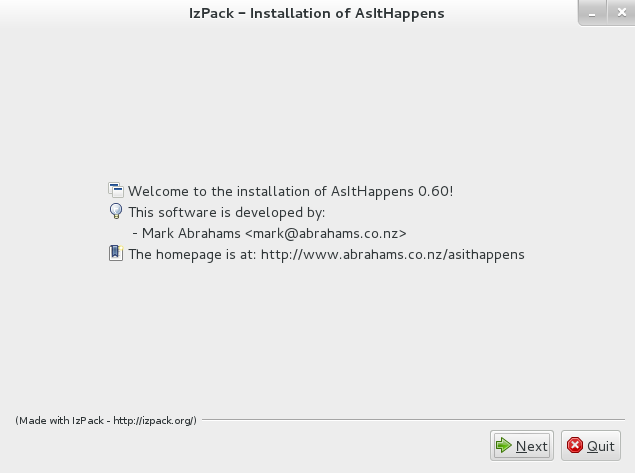 IzPack – Installation of AsItHappens
Welcome to the installation of AsItHappens 0.60!
This software is developed by:
- Mark Abrahams <mark@abrahams.co.nz>
The homepage is at: http://www.abrahams.co.nz/asithappens
(Made with IzPack - http://izpack.org/)
Next
Quit